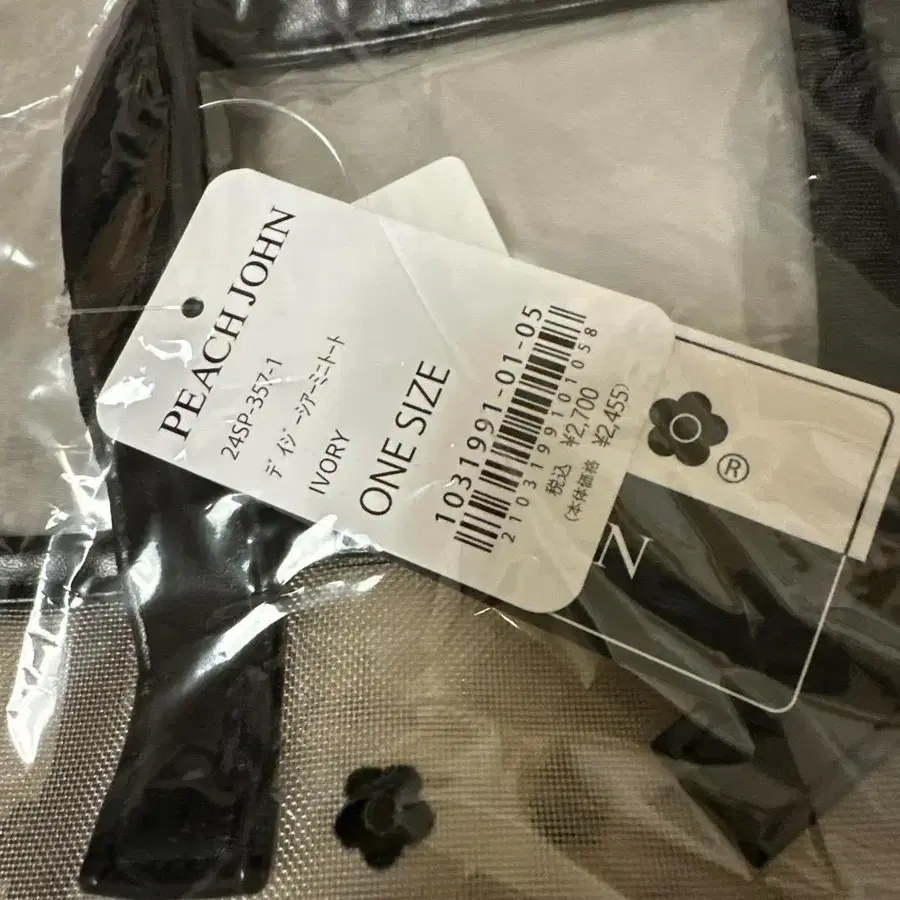 PEACH JOHN
24SP-357-1
デイジーシアーミニトート
IVORY
ONE SIZE
1031991-01-05
2103199101058
税込 ¥2,700
(本体価格 ¥2,455)
®
N